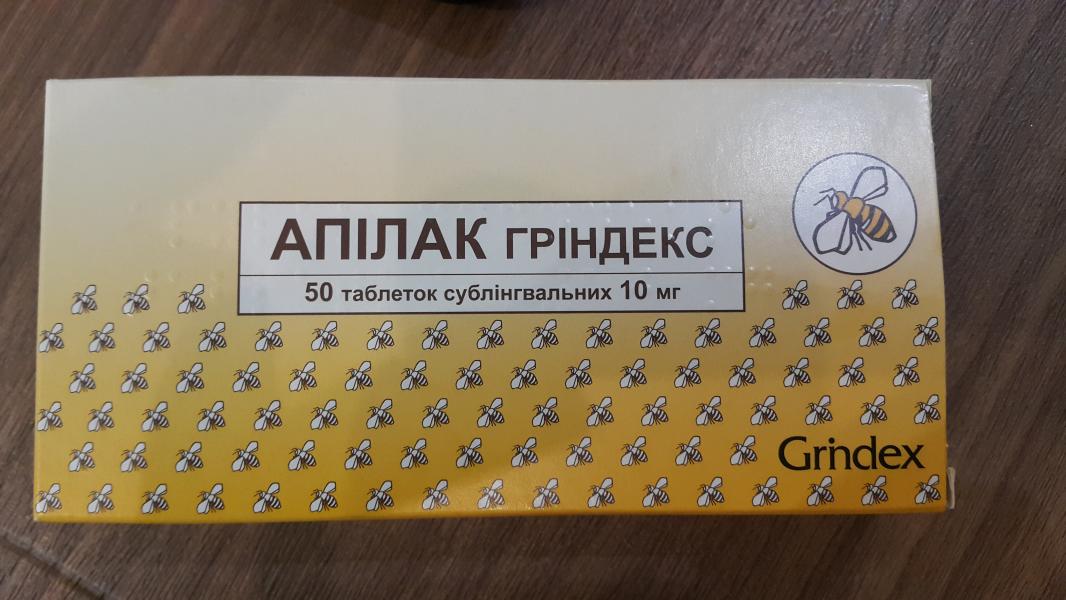 АПІЛАК ГРІНДЕКС
50 таблеток сублінгвальних 10 мг
Grindex